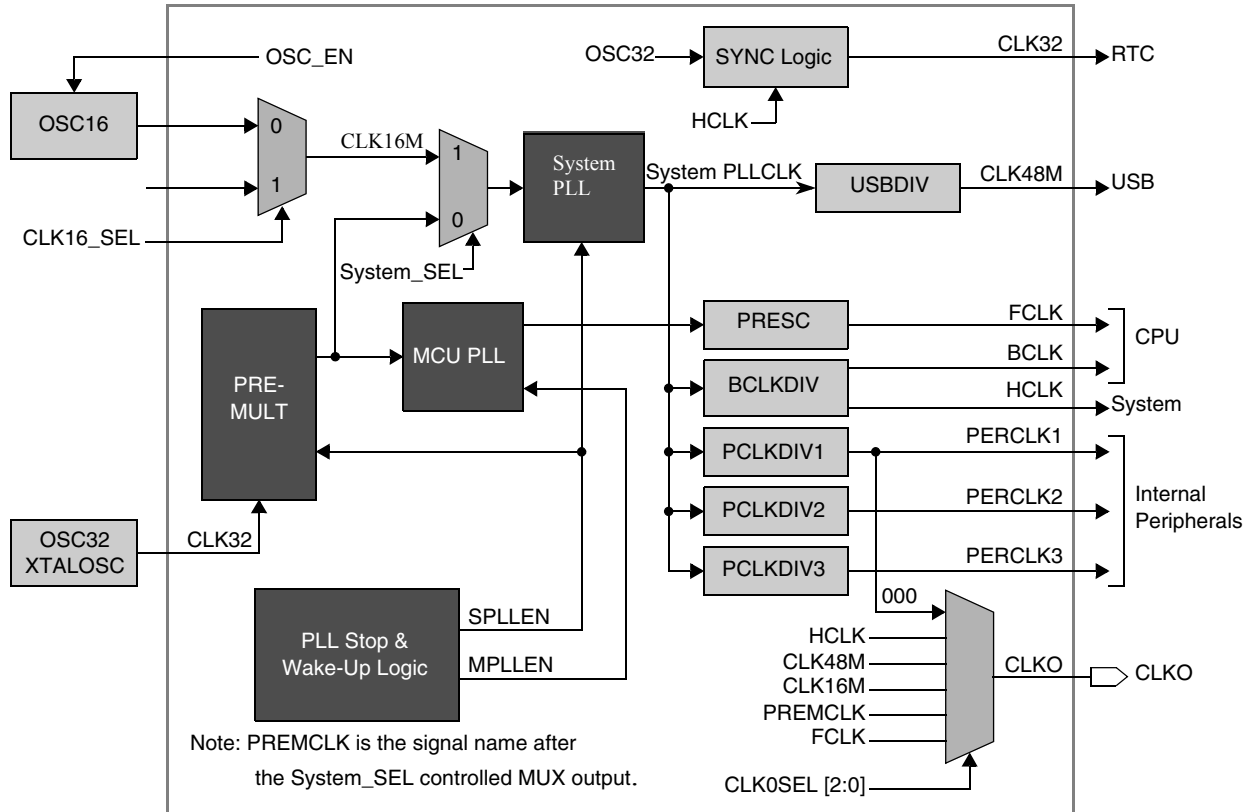 OSC_EN
OSC32
SYNC Logic
CLK32
RTC
OSC16
0
HCLK
CLK16M
1
System
PLL
System PLLCLK
USBDIV
CLK48M
USB
1
0
CLK16_SEL
System_SEL
PRESC
FCLK
CPU
MCU PLL
BCLK
BCLKDIV
PRE-
MULT
HCLK
System
PCLKDIV1
PERCLK1
PCLKDIV2
PERCLK2
Internal
Peripherals
OSC32
XTALOSC
CLK32
PCLKDIV3
PERCLK3
000
PLL Stop &
Wake-Up Logic
SPLLEN
MPLLEN
HCLK
CLK48M
CLK16M
PREMCLK
FCLK
CLKO
CLKO
Note: PREMCLK is the signal name after
the System_SEL controlled MUX output.
CLK0SEL [2:0]